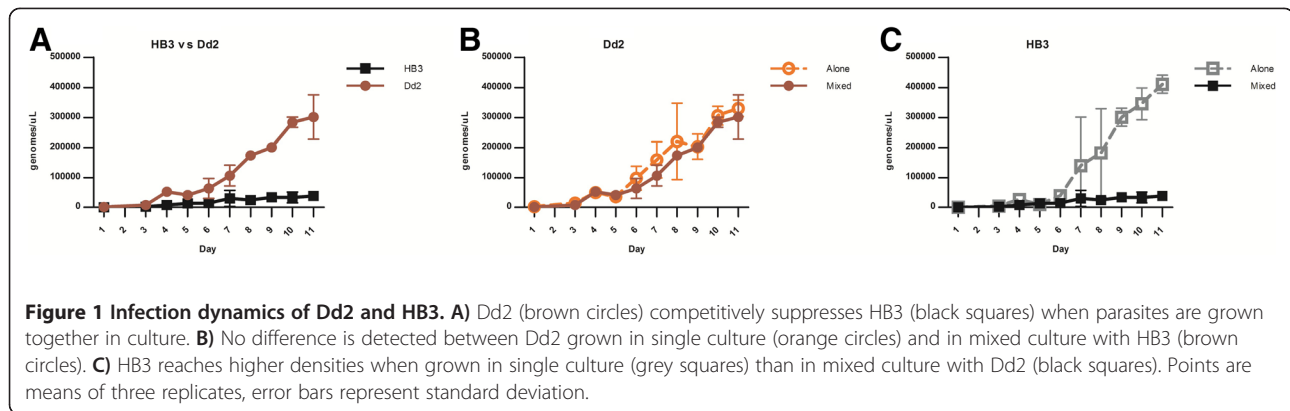 A
HB3 vs Dd2
500000
400000
300000
200000
100000
0
genomes/uL
1 2 3 4 5 6 7 8 9 10 11
Day
HB3
Dd2
B
Dd2
500000
400000
300000
200000
100000
0
genomes/uL
1 2 3 4 5 6 7 8 9 10 11
Day
Alone
Mixed
C
HB3
500000
400000
300000
200000
100000
0
genomes/uL
1 2 3 4 5 6 7 8 9 10 11
Day
Alone
Mixed
Figure 1 Infection dynamics of Dd2 and HB3. A) Dd2 (brown circles) competitively suppresses HB3 (black squares) when parasites are grown
together in culture. B) No difference is detected between Dd2 grown in single culture (orange circles) and in mixed culture with HB3 (brown
circles). C) HB3 reaches higher densities when grown in single culture (grey squares) than in mixed culture with Dd2 (black squares). Points are
means of three replicates, error bars represent standard deviation.